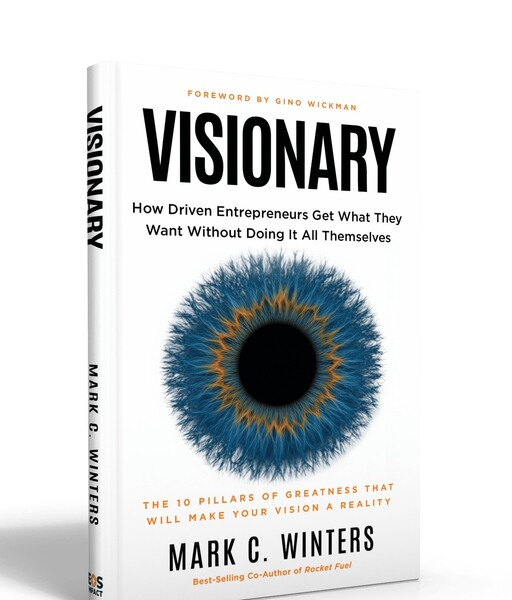 FOREWORD BY GINO WICKMAN
VISIONARY
How Driven Entrepreneurs Get What They
Want Without Doing It All Themselves
THE 10 PILLARS OF GREATNESS THAT
WILL MAKE YOUR VISION A REALITY
MARK C. WINTERS
Best-Selling Co-Author of Rocket Fuel
VISIONARY
MARK C. WINTERS
EOS